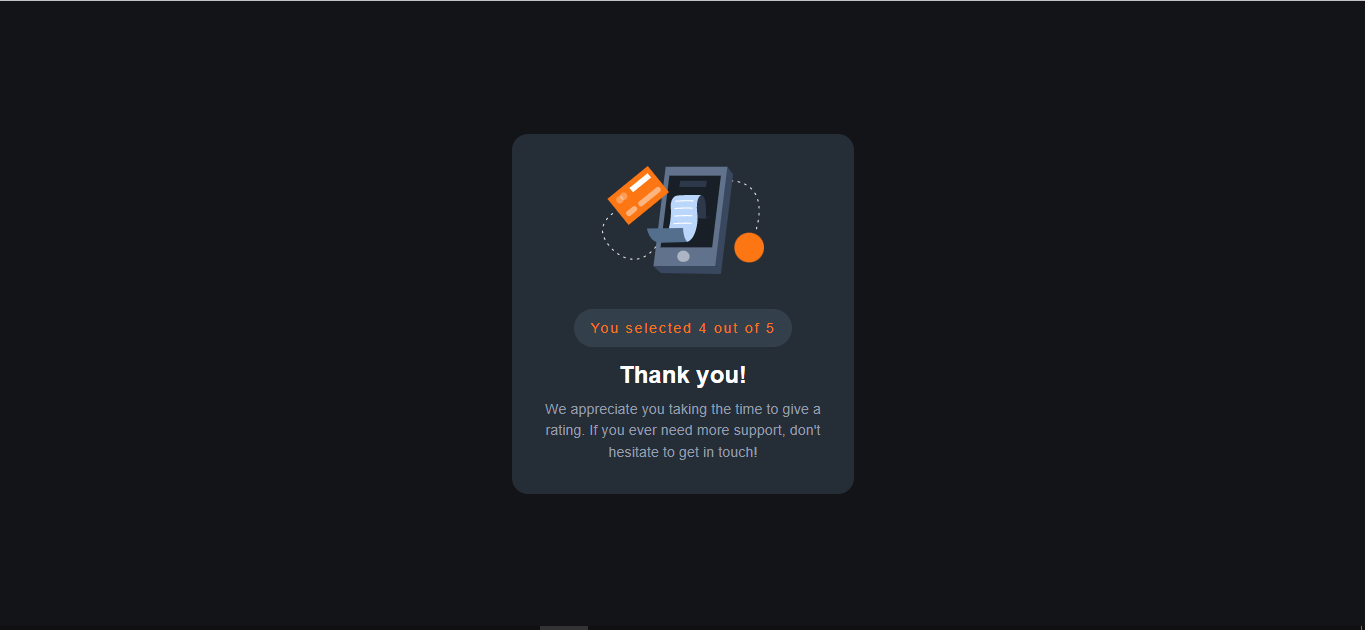 You selected 4 out of 5
Thank you!
We appreciate you taking the time to give a
rating. If you ever need more support, don't
hesitate to get in touch!